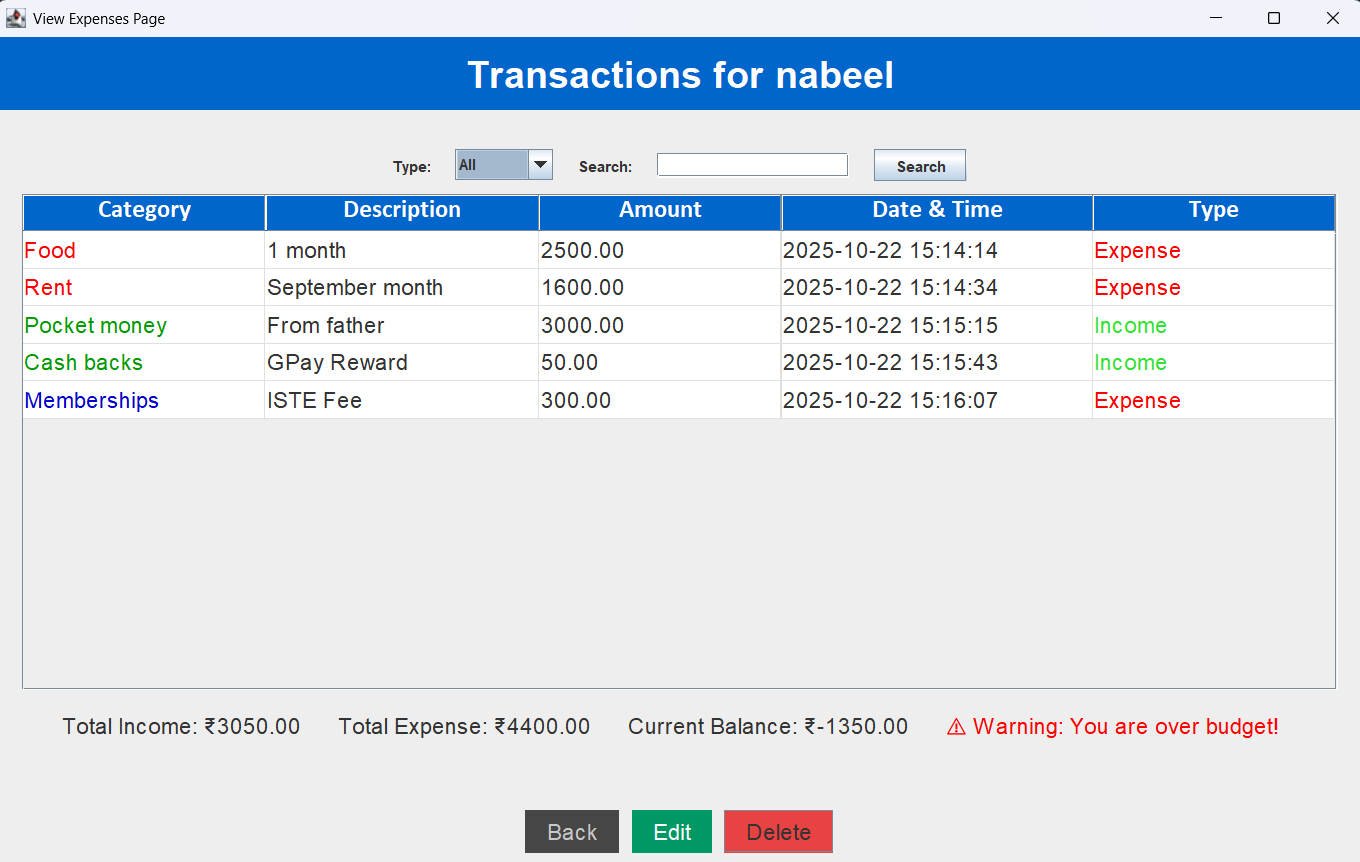 View Expenses Page
Transactions for nabeel
Type: All Search: Search
Category Description Amount Date & Time Type
Food 1 month 2500.00 2025-10-22 15:14:14 Expense
Rent September month 1600.00 2025-10-22 15:14:34 Expense
Pocket money From father 3000.00 2025-10-22 15:15:15 Income
Cash backs GPay Reward 50.00 2025-10-22 15:15:43 Income
Memberships ISTE Fee 300.00 2025-10-22 15:16:07 Expense
Total Income: ₹3050.00 Total Expense: ₹4400.00 Current Balance: ₹-1350.00 ⚠ Warning: You are over budget!
Back Edit Delete